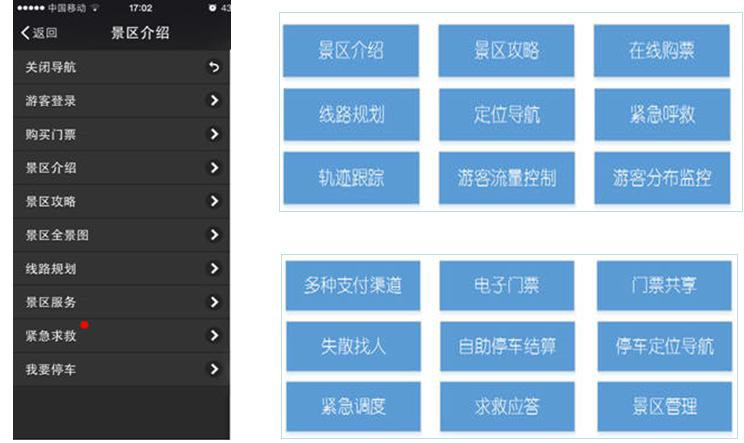 中国移动 17:02 43
返回 景区介绍
关闭导航
游客登录
购买门票
景区介绍
景区攻略
景区全景图
线路规划
景区服务
紧急求救
我要停车
景区介绍 景区攻略 在线购票
线路规划 定位导航 紧急呼救
轨迹跟踪 游客流量控制 游客分布监控
多种支付渠道 电子门票 门票共享
失散找人 自助停车结算 停车定位导航
紧急调度 求救应答 景区管理